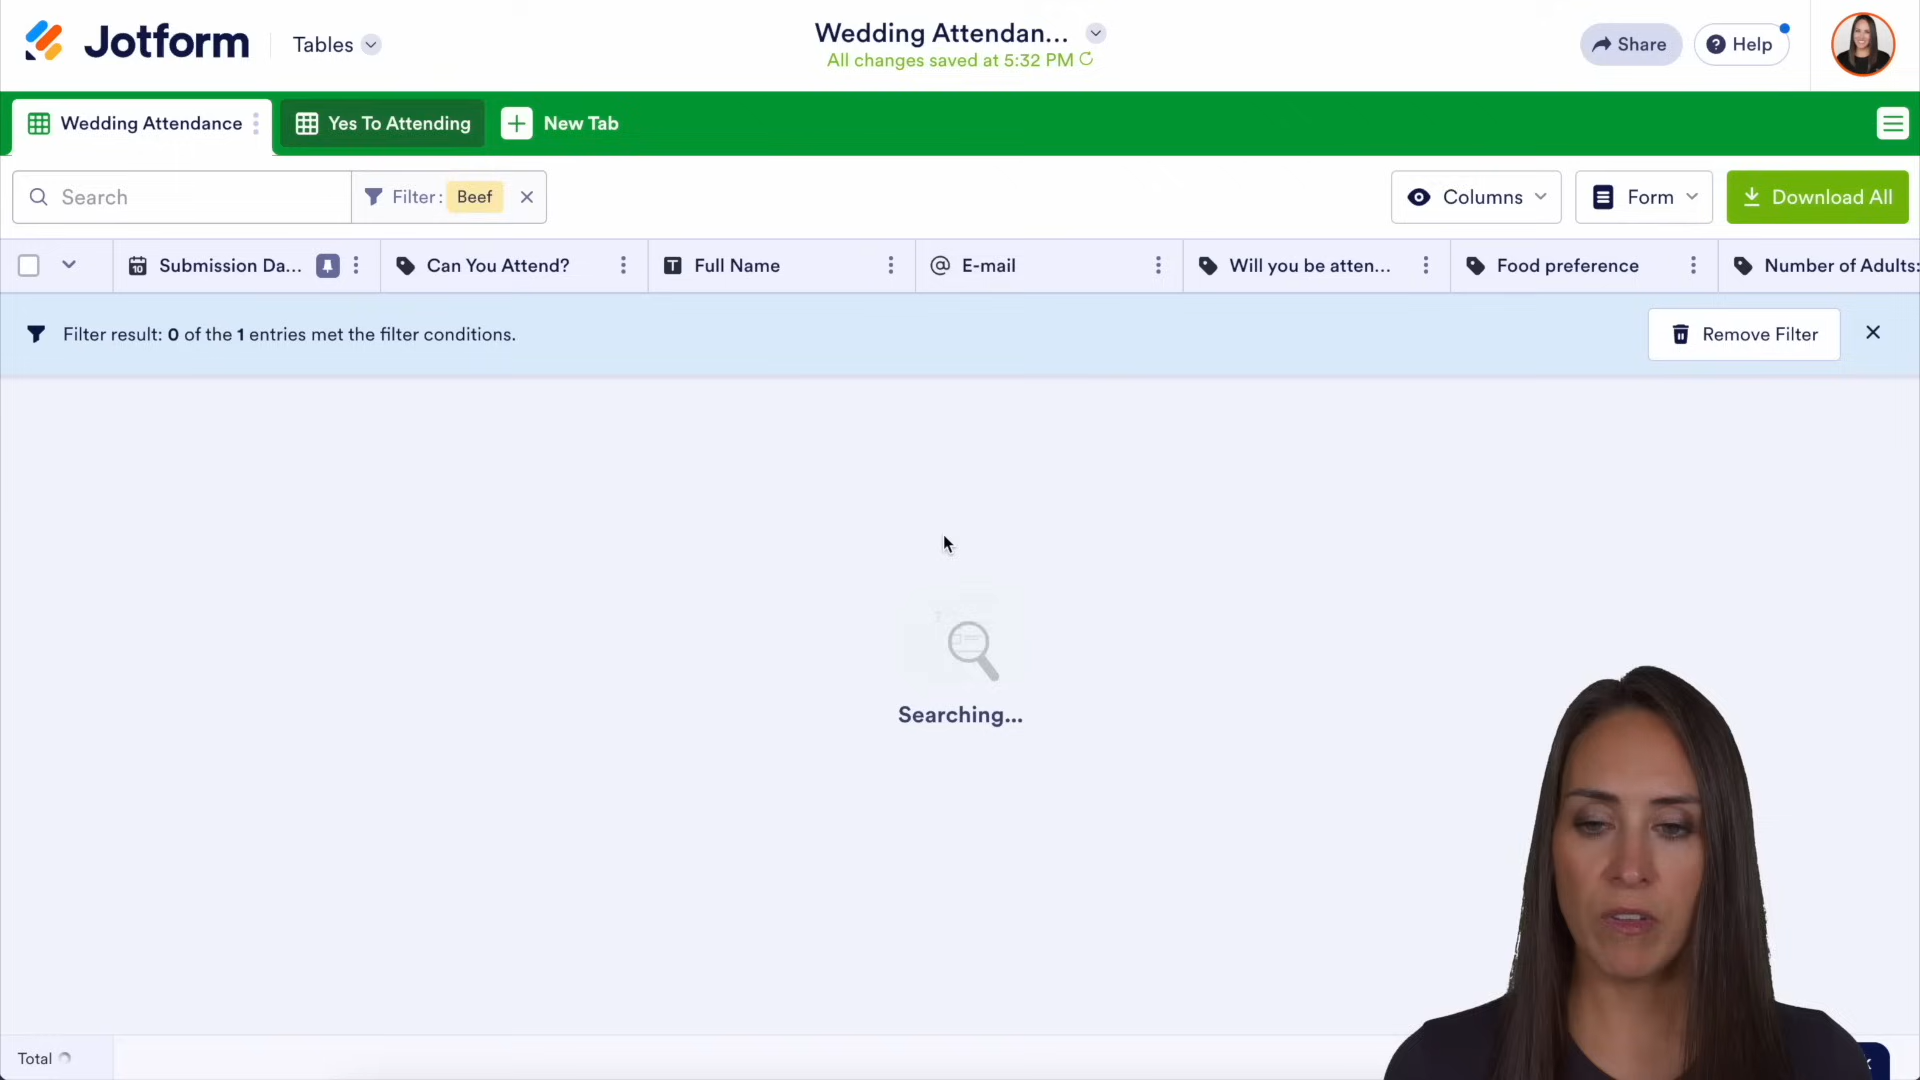 Jotform
Tables
Wedding Attendan...
All changes saved at 5:32 PM
Share
Help
Wedding Attendance
Yes To Attending
New Tab
Search
Filter: Beef
Columns
Form
Download All
10
Submission Da...
Can You Attend?
T
Full Name
@
E-mail
Will you be atten...
Food preference
Number of Adults:
Filter result: 0 of the 1 entries met the filter conditions.
Remove Filter
Searching...
Total